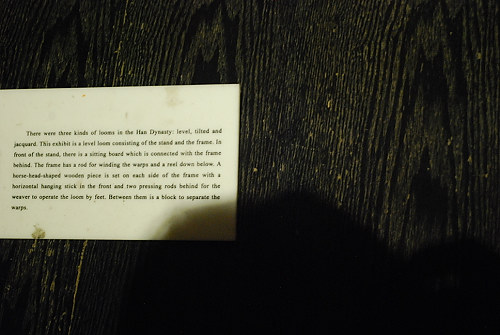 There were three kinds of looms in the Han Dynasty: level, tilted and
jacquard. This exhibit is a level loom consisting of the stand and the frame. In
front of the stand, there is a sitting board which is connected with the frame
behind. The frame has a rod for winding the warps and a reel down below. A
horse-head-shaped wooden piece is set on each side of the frame with a
horizontal hanging stick in the front and two pressing rods behind for the
weaver to operate the loom by feet. Between them is a block to separate the
warps.